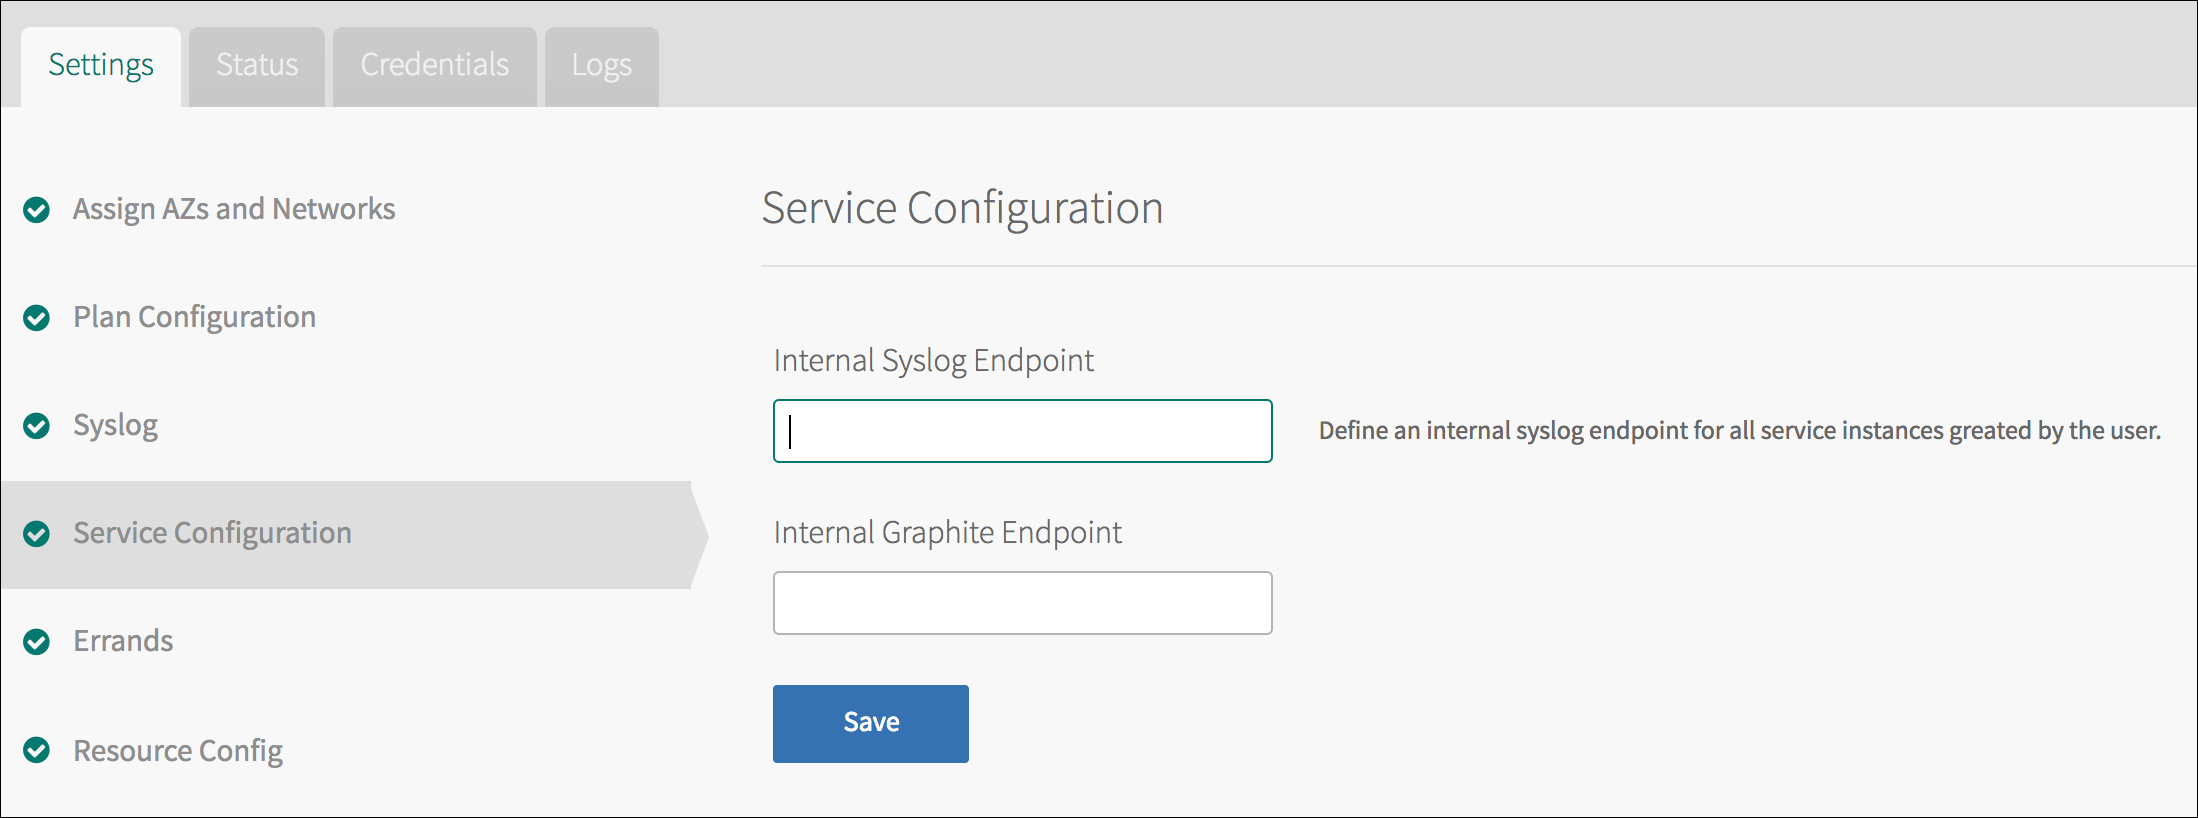 Settings Status Credentials Logs
Assign AZs and Networks
Plan Configuration
Syslog
Service Configuration
Errands
Resource Config
Service Configuration
Internal Syslog Endpoint
Define an internal syslog endpoint for all service instances greated by the user.
Internal Graphite Endpoint
Save